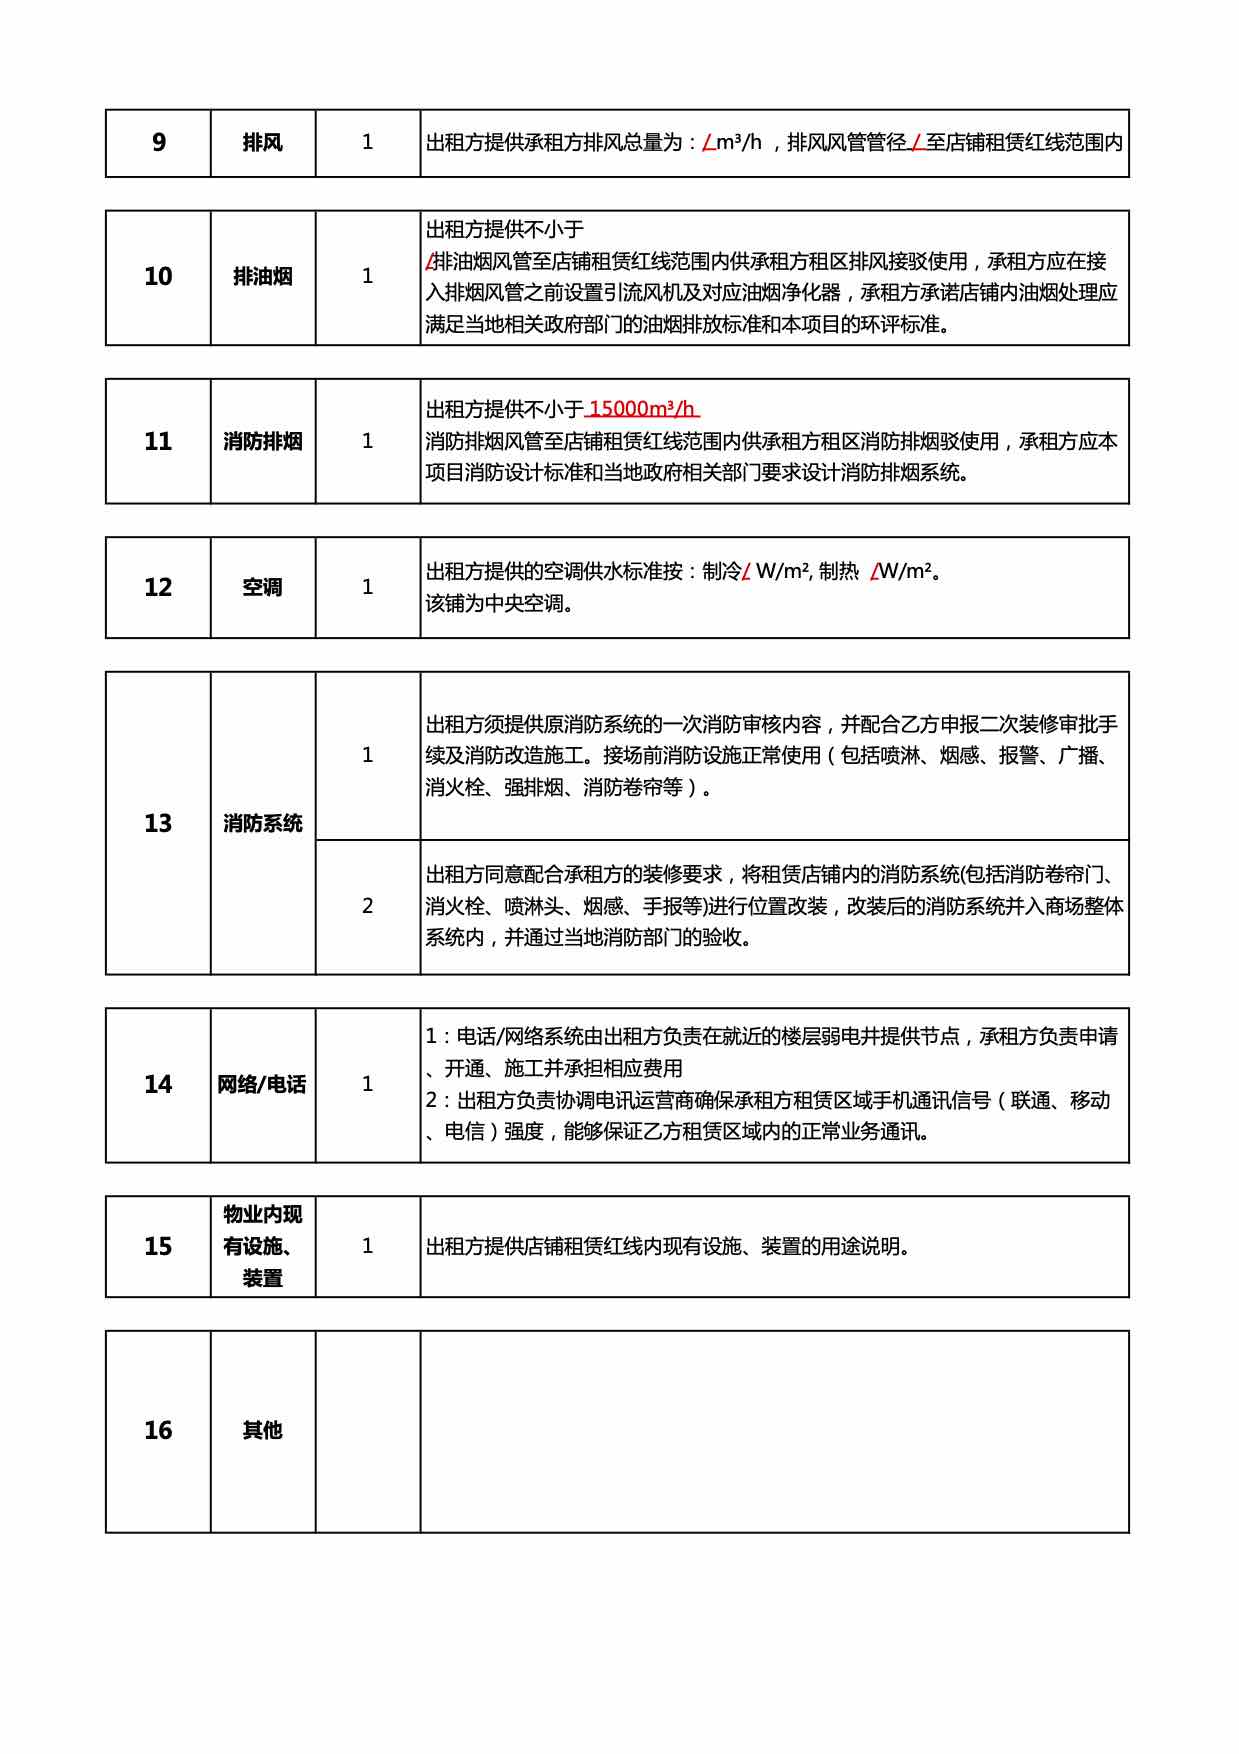 9 排风 1 出租方提供承租方排风总量为：/m³/h ，排风风管管径 /至店铺租赁红线范围内
出租方提供不小于
/排油烟风管至店铺租赁红线范围内供承租方租区排风接驳使用，承租方应在接
10 排油烟 1
入排烟风管之前设置引流风机及对应油烟净化器，承租方承诺店铺内油烟处理应
满足当地相关政府部门的油烟排放标准和本项目的环评标准。
出租方提供不小于 15000m³/h
11 消防排烟 1 消防排烟风管至店铺租赁红线范围内供承租方租区消防排烟驳使用，承租方应本
项目消防设计标准和当地政府相关部门要求设计消防排烟系统。
出租方提供的空调供水标准按：制冷/ W/m², 制热 /W/m²。
12 空调 1
该铺为中央空调。
出租方须提供原消防系统的一次消防审核内容，并配合乙方申报二次装修审批手
1 续及消防改造施工。接场前消防设施正常使用（包括喷淋、烟感、报警、广播、
消火栓、强排烟、消防卷帘等）。
13 消防系统
出租方同意配合承租方的装修要求，将租赁店铺内的消防系统(包括消防卷帘门、
2 消火栓、喷淋头、烟感、手报等)进行位置改装，改装后的消防系统并入商场整体
系统内，并通过当地消防部门的验收。
1：电话/网络系统由出租方负责在就近的楼层弱电井提供节点，承租方负责申请
、开通、施工并承担相应费用
14 网络/电话 1
2：出租方负责协调电讯运营商确保承租方租赁区域手机通讯信号（联通、移动
、电信）强度，能够保证乙方租赁区域内的正常业务通讯。
物业内现
15 有设施、 1 出租方提供店铺租赁红线内现有设施、装置的用途说明。
装置
16 其他